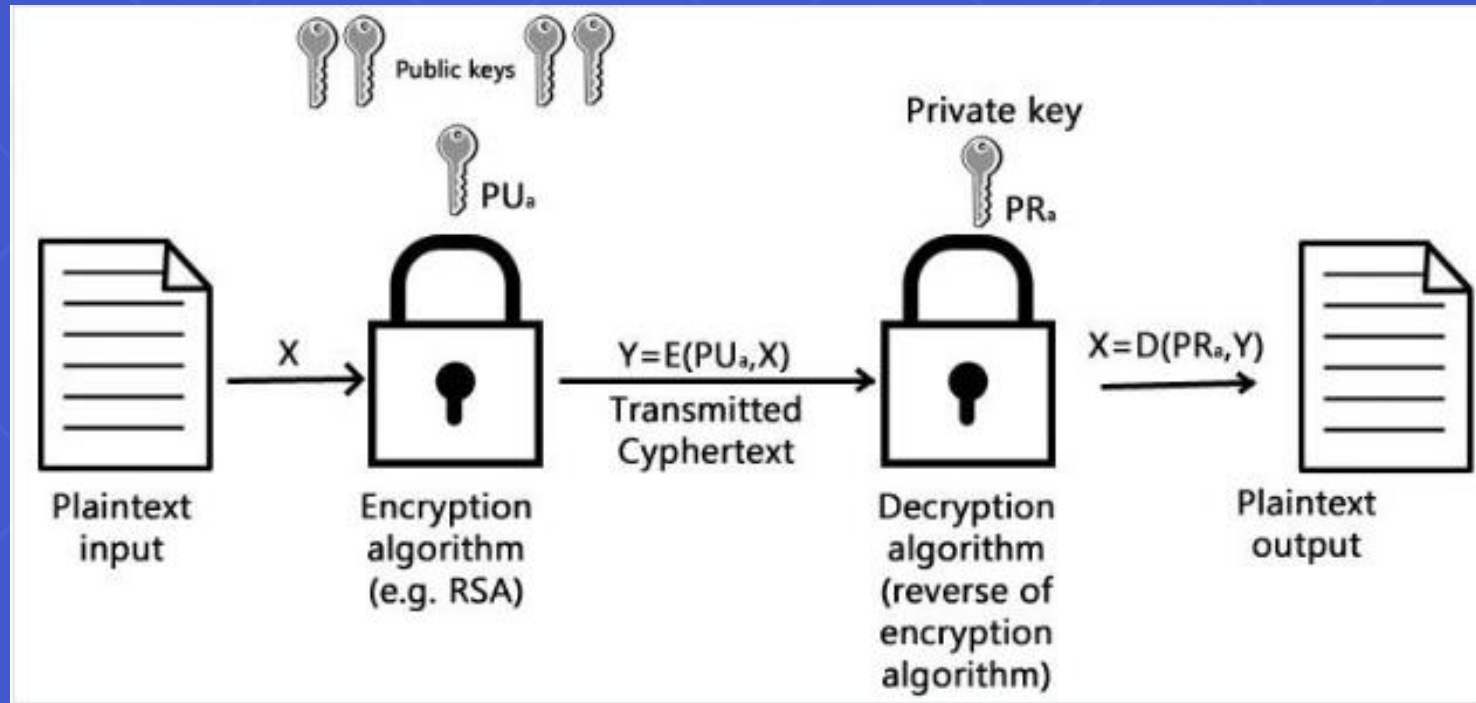 Public keys
Private key
PUₐ
PRₐ
X
Y=E(PUₐ,X)
X=D(PRₐ,Y)
Transmitted
Cyphertext
Plaintext
input
Encryption
algorithm
(e.g. RSA)
Decryption
algorithm
(reverse of
encryption
algorithm)
Plaintext
output